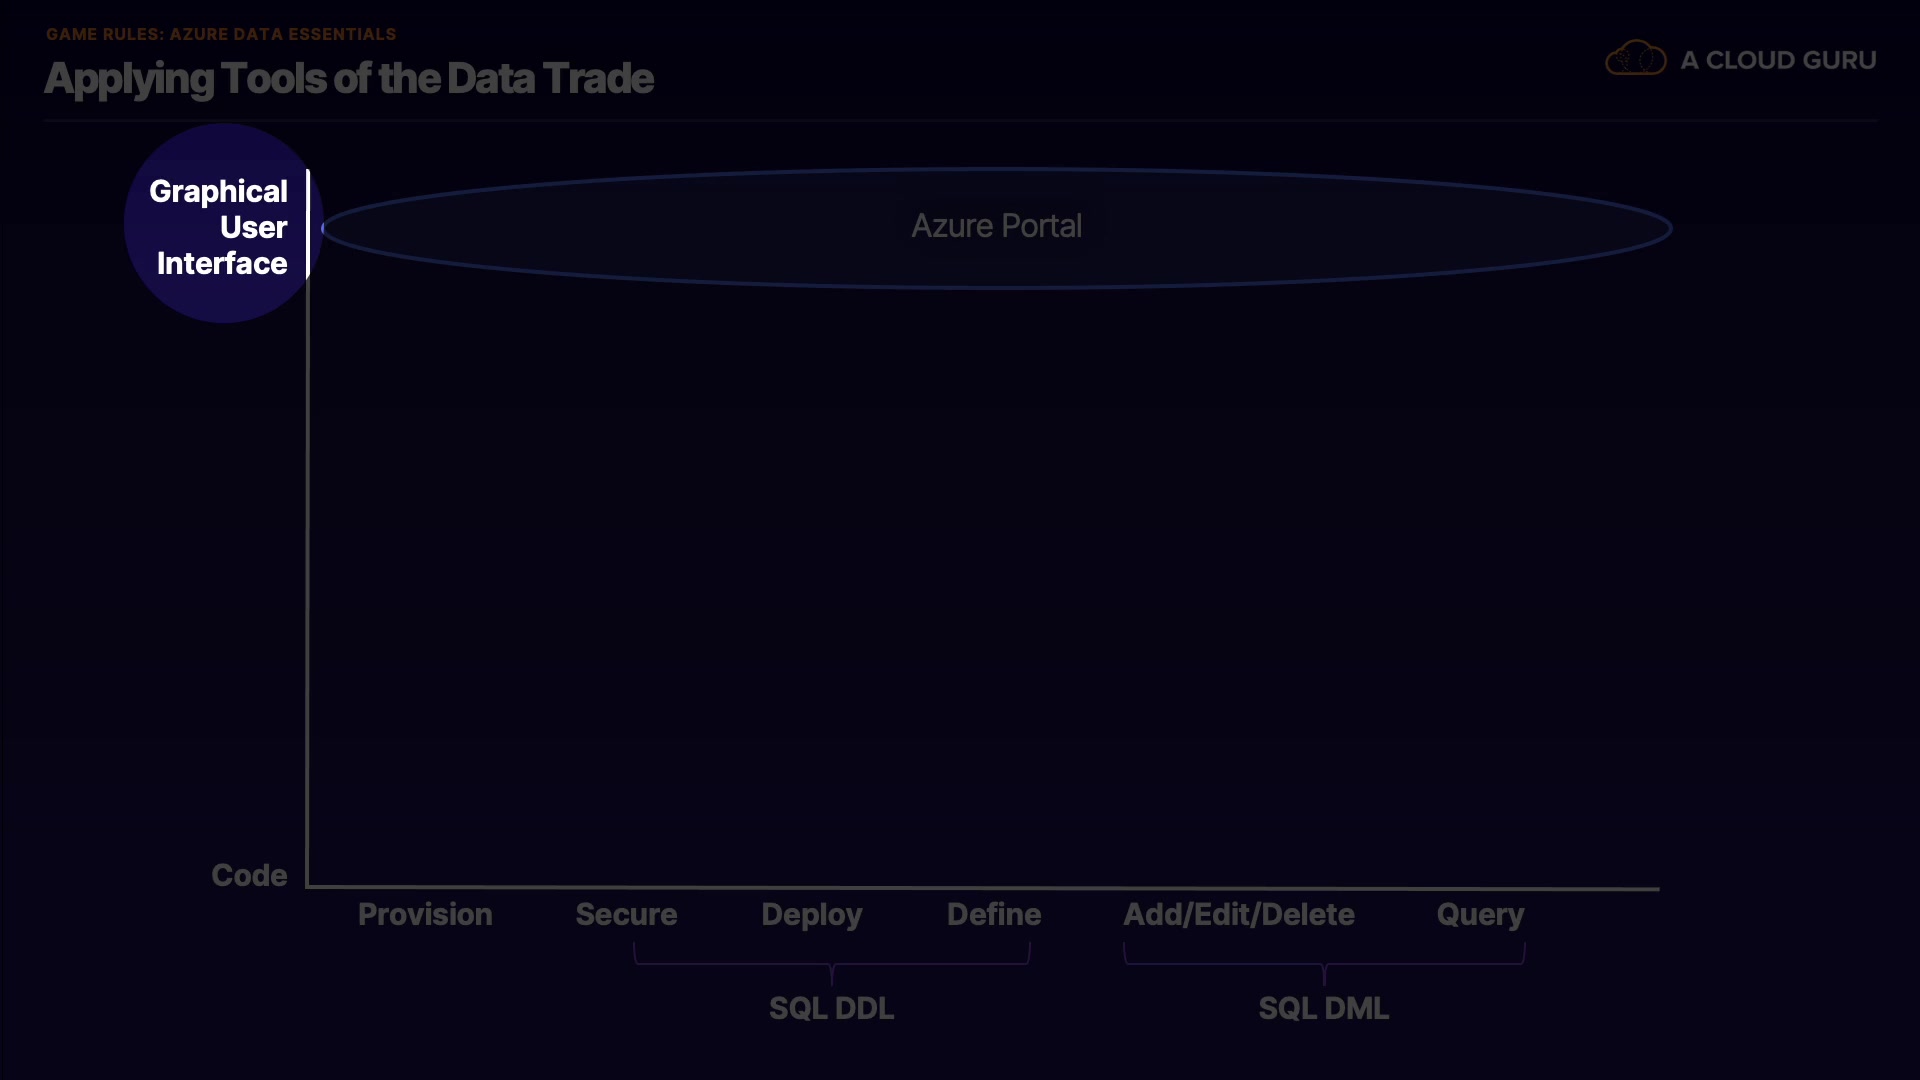 GAME RULES: AZURE DATA ESSENTIALS
Applying Tools of the Data Trade
A CLOUD GURU
Graphical
User
Interface
Azure Portal
Code
Provision
Secure
Deploy
Define
Add/Edit/Delete
Query
SQL DDL
SQL DML